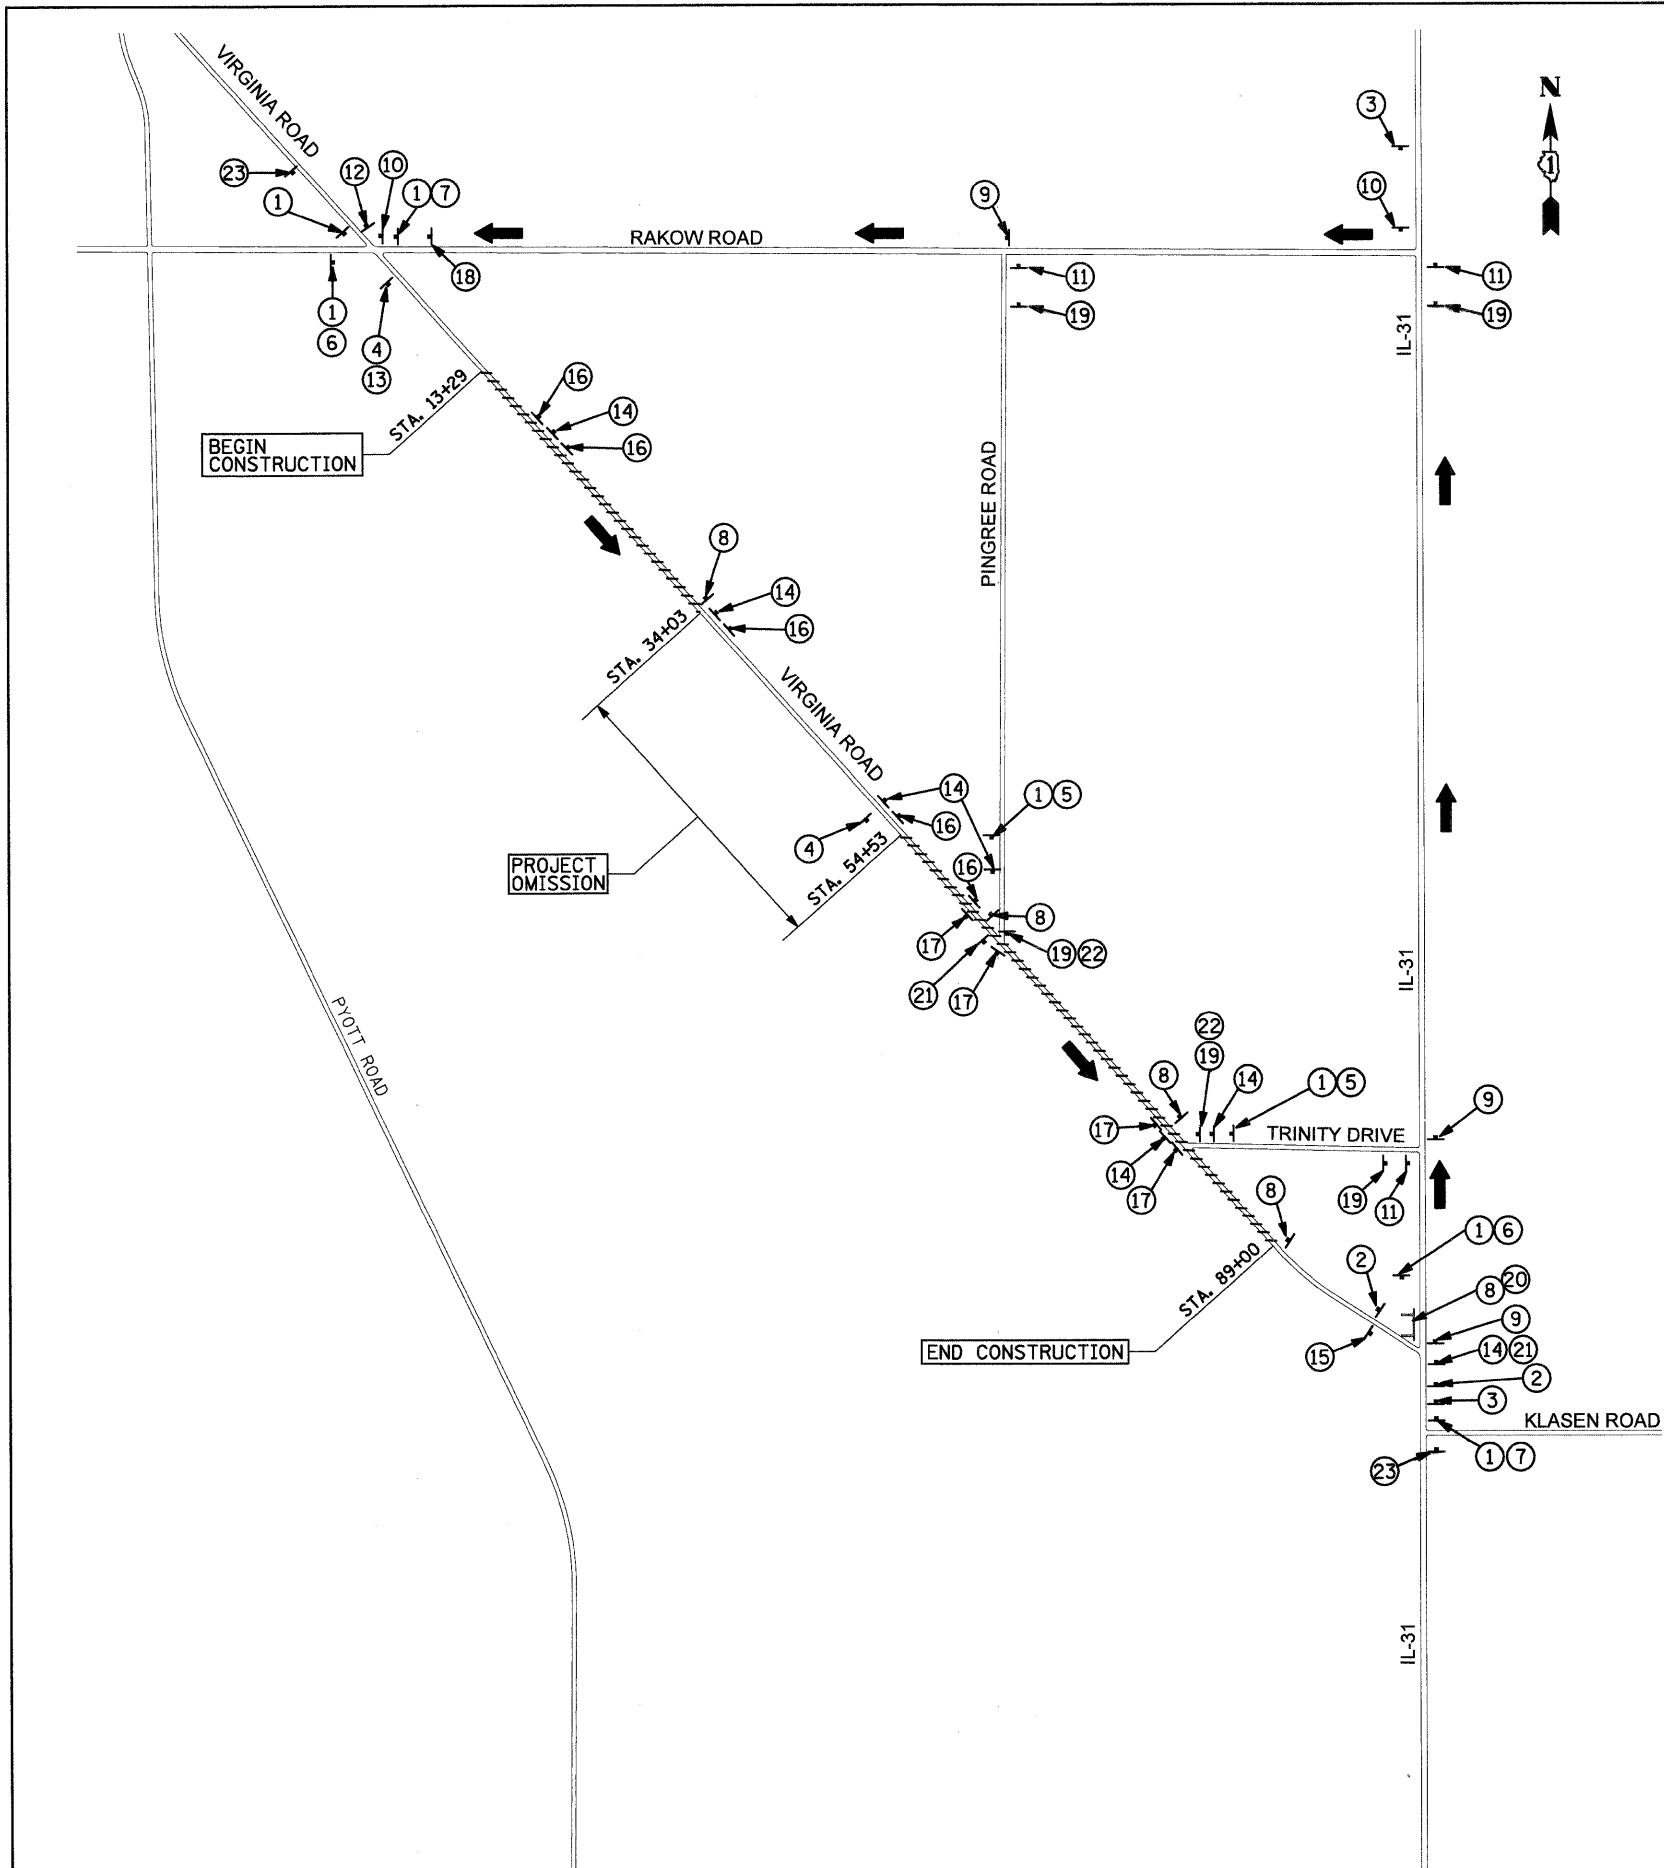 VIRGINIA ROAD
N
1
3
23
12
10
1 7
1
10
9
RAKOW ROAD
18
11
11
1
6
19
19
4
13
IL-31
STA. 13+29
16
14
16
BEGIN
CONSTRUCTION
PINGREE ROAD
8
14
16
STA. 34+03
VIRGINIA ROAD
14
1 5
16
4
STA. 54+53
PROJECT
OMISSION
16
8
17
19 22
21
17
IL-31
PYOTT ROAD
22
19
14
8
1 5
9
17
TRINITY DRIVE
14
17
19
11
8
1 6
2
STA. 89+00
8 20
9
END CONSTRUCTION
15
14 21
2
3
KLASEN ROAD
23
1 7
IL-31